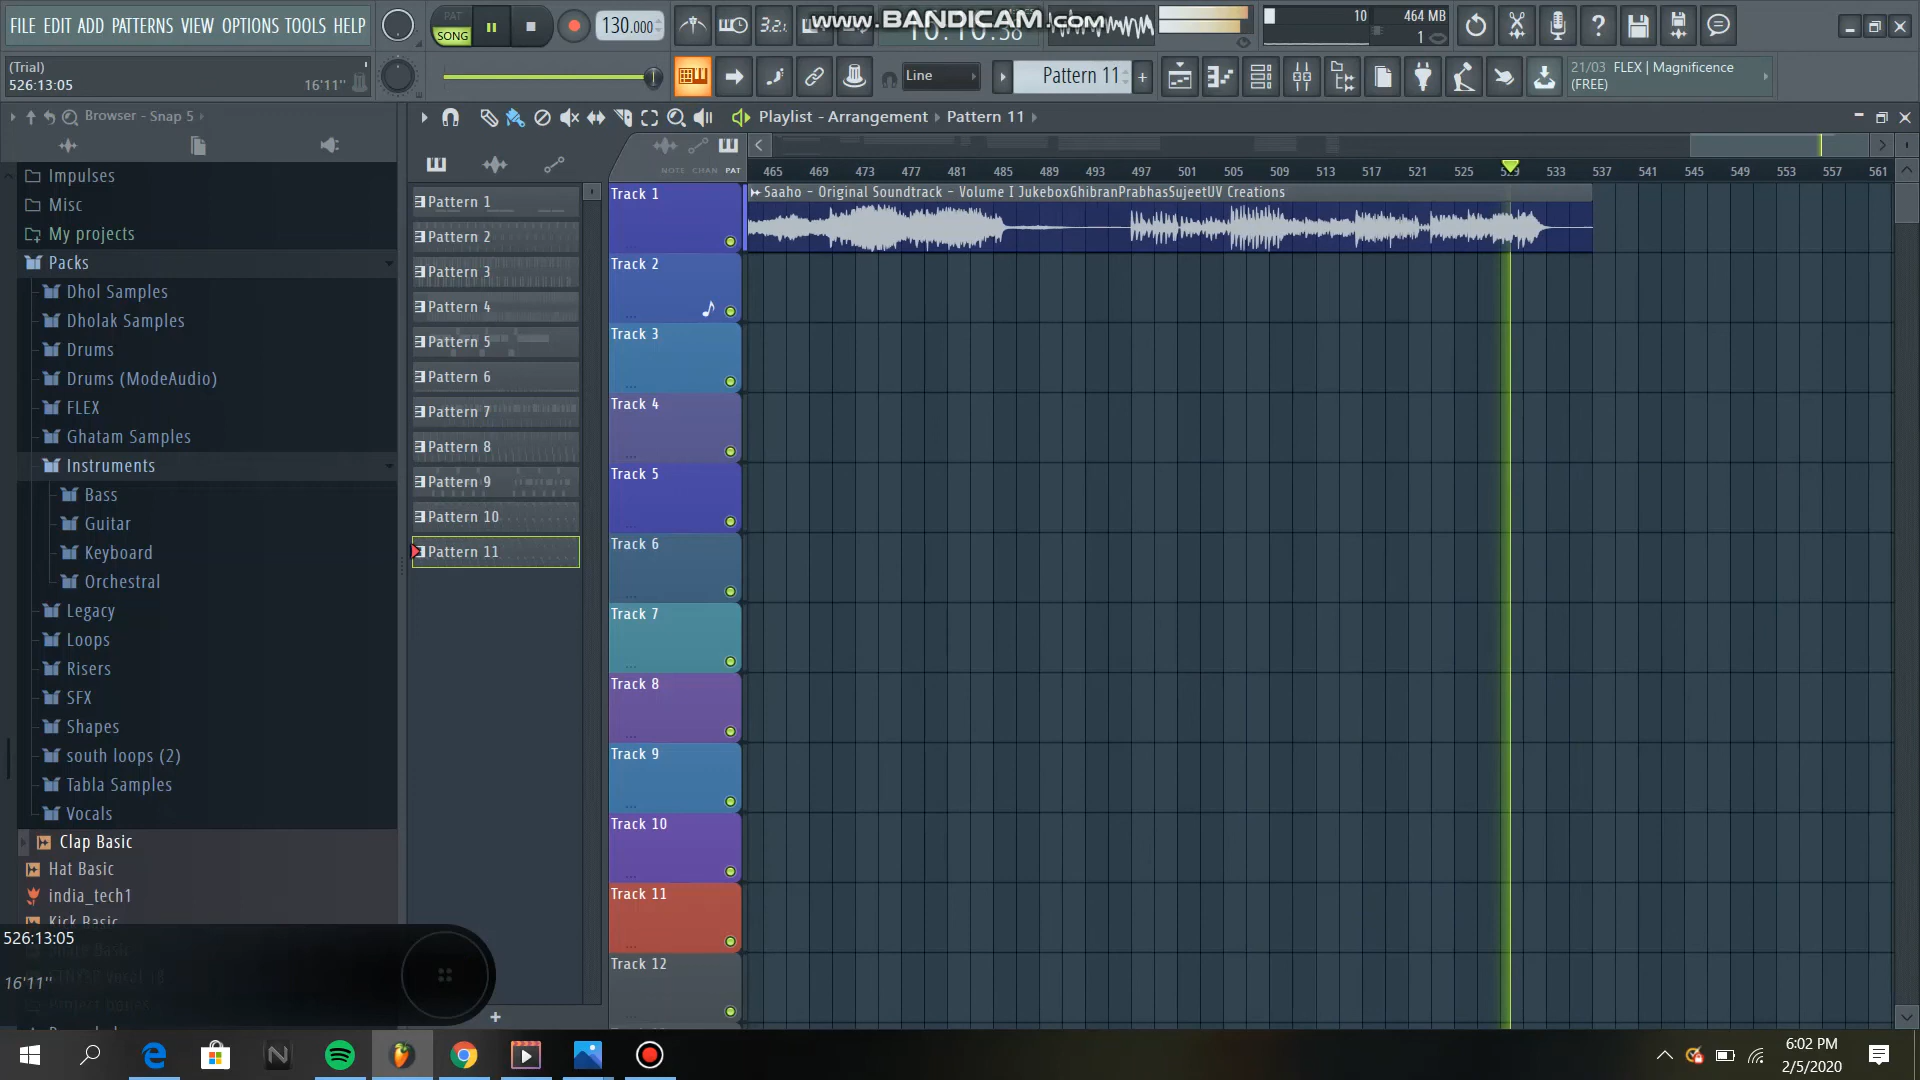 FILE EDIT ADD PATTERNS VIEW OPTIONS TOOLS HELP
PAT
SONG
130.000
3.2.
www.BANDICAM.com
10
464 MB
1
(Trial)
526:13:05
16'11''
Line
Pattern 11
21/03 FLEX | Magnificence
(FREE)
Browser - Snap 5
Playlist - Arrangement
Pattern 11
NOTE CHAN PAT
465 469 473 477 481 485 489 493 497 501 505 509 513 517 521 525 529 533 537 541 545 549 553 557 561
Impulses
Misc
My projects
Packs
Dhol Samples
Dholak Samples
Drums
Drums (ModeAudio)
FLEX
Ghatam Samples
Instruments
Bass
Guitar
Keyboard
Orchestral
Legacy
Loops
Risers
SFX
Shapes
south loops (2)
Tabla Samples
Vocals
Clap Basic
Hat Basic
india_tech1
Kick Basic
526:13:05
16'11''
Pattern 1
Pattern 2
Pattern 3
Pattern 4
Pattern 5
Pattern 6
Pattern 7
Pattern 8
Pattern 9
Pattern 10
Pattern 11
Track 1
Saaho - Original Soundtrack - Volume I JukeboxGhibranPrabhasSujeetUV Creations
Track 2
Track 3
Track 4
Track 5
Track 6
Track 7
Track 8
Track 9
Track 10
Track 11
Track 12
6:02 PM
2/5/2020